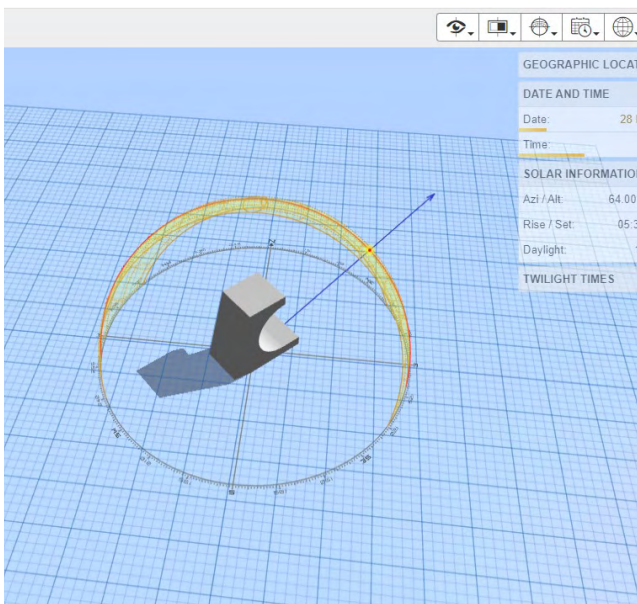 GEOGRAPHIC LOCAT
DATE AND TIME
Date: 28
Time:
SOLAR INFORMATION
Azi / Alt: 64.00
Rise / Set: 05:3
Daylight:
TWILIGHT TIMES